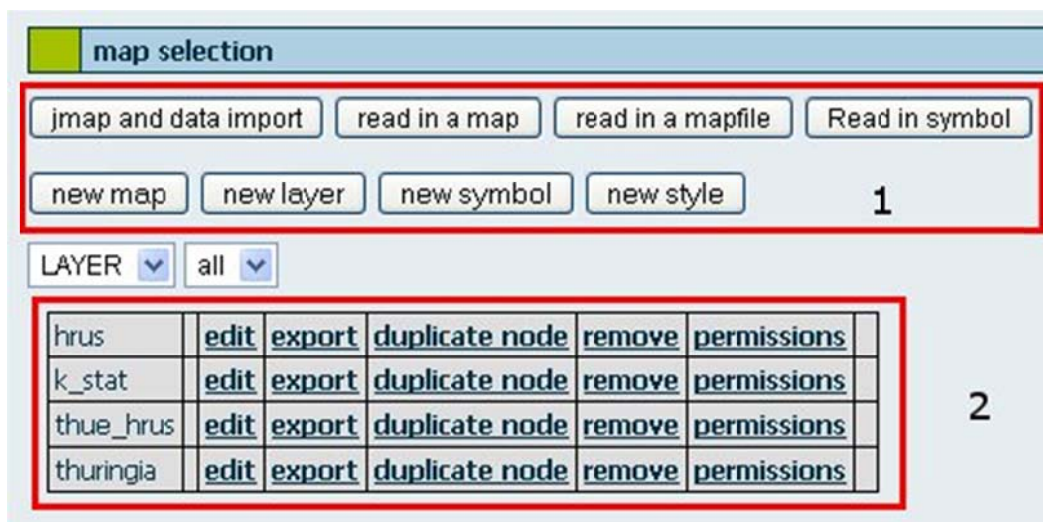 map selection
jmap and data import read in a map read in a mapfile Read in symbol
new map new layer new symbol new style 1
LAYER all
hrus edit export duplicate node remove permissions
k_stat edit export duplicate node remove permissions
thue_hrus edit export duplicate node remove permissions
thuringia edit export duplicate node remove permissions
2